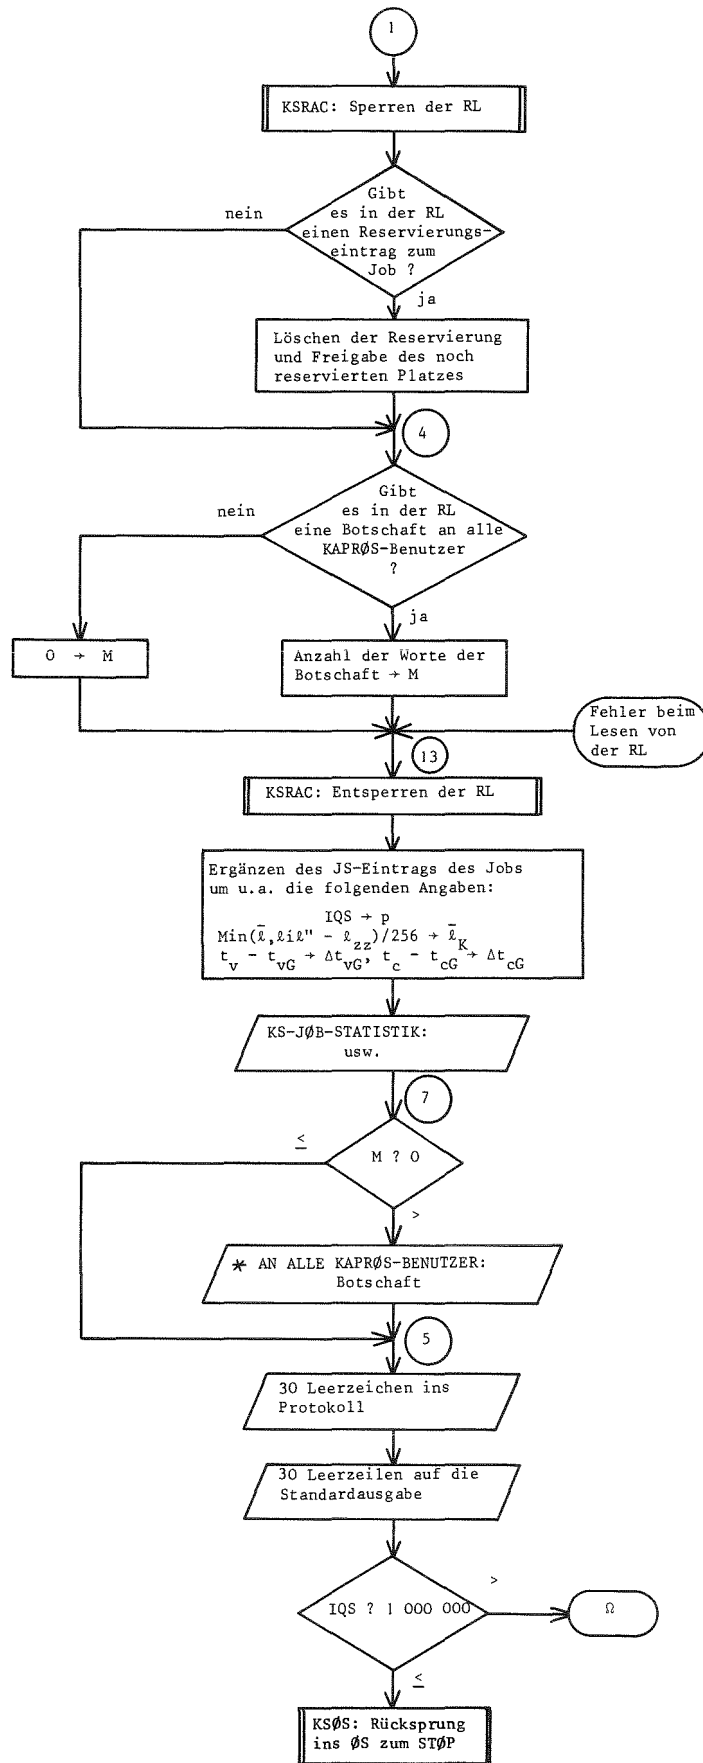 1
KSRAC: Sperren der RL
Gibt
es in der RL
einen Reservierungs-
eintrag zum
Job ?
nein
ja
Löschen der Reservierung
und Freigabe des noch
reservierten Platzes
4
Gibt
es in der RL
eine Botschaft an alle
KAPRØS-Benutzer
?
nein
ja
O → M
Anzahl der Worte der
Botschaft → M
Fehler beim
Lesen von
der RL
13
KSRAC: Entsperren der RL
Ergänzen des JS-Eintrags des Jobs
um u.a. die folgenden Angaben:
IQS → p
Min(ℓ̄,ℓiℓ" - ℓzz)/256 → ℓ̄K
tv - tvG → ΔtvG, tc - tcG → ΔtcG
KS-JØB-STATISTIK:
usw.
7
≤
M ? O
>
* AN ALLE KAPRØS-BENUTZER:
Botschaft
5
30 Leerzeichen ins
Protokoll
30 Leerzeilen auf die
Standardausgabe
>
IQS ? 1 000 000
Ω
≤
KSØS: Rücksprung
ins ØS zum STØP